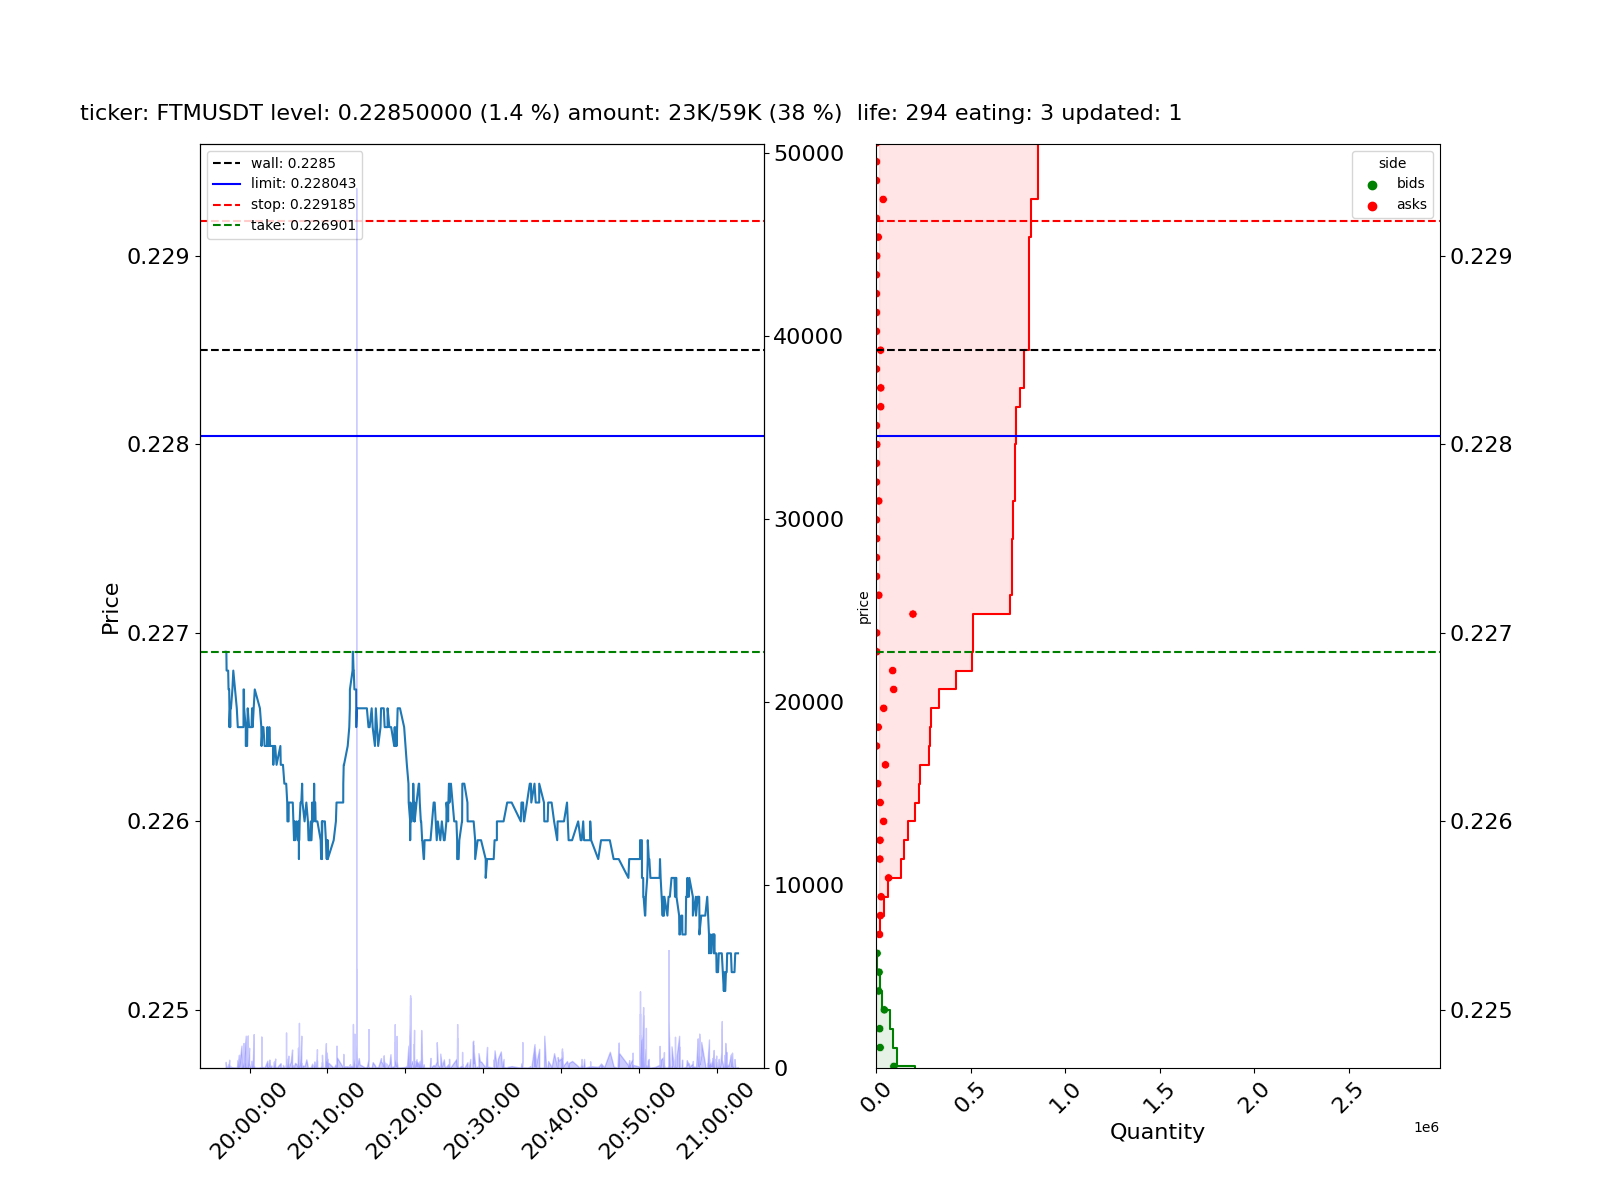 ticker: FTMUSDT level: 0.22850000 (1.4 %) amount: 23K/59K (38 %)  life: 294 eating: 3 updated: 1
wall: 0.2285
limit: 0.228043
stop: 0.229185
take: 0.226901
Price
0.229
0.228
0.227
0.226
0.225
50000
40000
30000
20000
10000
0
20:00:00
20:10:00
20:20:00
20:30:00
20:40:00
20:50:00
21:00:00
side
bids
asks
price
0.229
0.228
0.227
0.226
0.225
0.0
0.5
1.0
1.5
2.0
2.5
1e6
Quantity